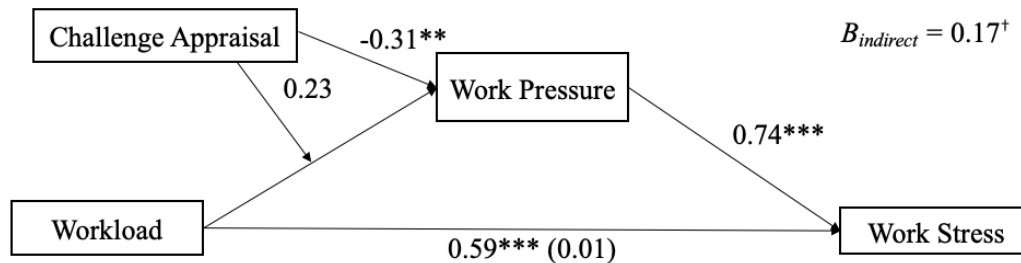 Challenge Appraisal
-0.31**
B_indirect = 0.17†
0.23
Work Pressure
0.74***
Workload
0.59*** (0.01)
Work Stress